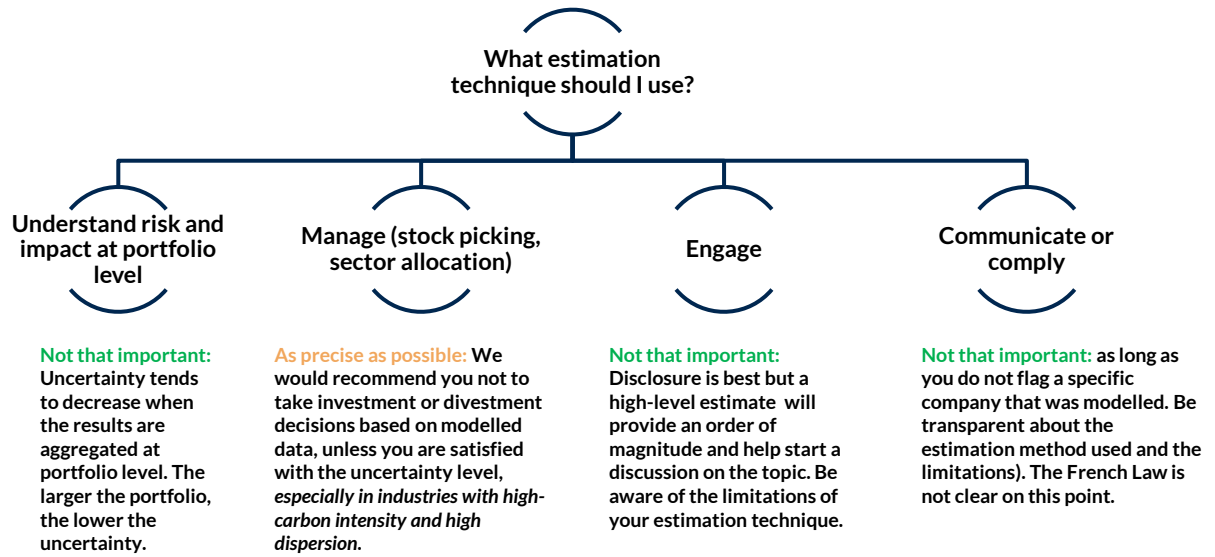 What estimation
technique should I use?
Understand risk and
impact at portfolio
level
Manage (stock picking,
sector allocation)
Engage
Communicate or
comply
Not that important:
Uncertainty tends
to decrease when
the results are
aggregated at
portfolio level. The
larger the portfolio,
the lower the
uncertainty.
As precise as possible: We
would recommend you not to
take investment or divestment
decisions based on modelled
data, unless you are satisfied
with the uncertainty level,
especially in industries with high-
carbon intensity and high
dispersion.
Not that important:
Disclosure is best but a
high-level estimate will
provide an order of
magnitude and help start a
discussion on the topic. Be
aware of the limitations of
your estimation technique.
Not that important: as long as
you do not flag a specific
company that was modelled. Be
transparent about the
estimation method used and the
limitations). The French Law is
not clear on this point.